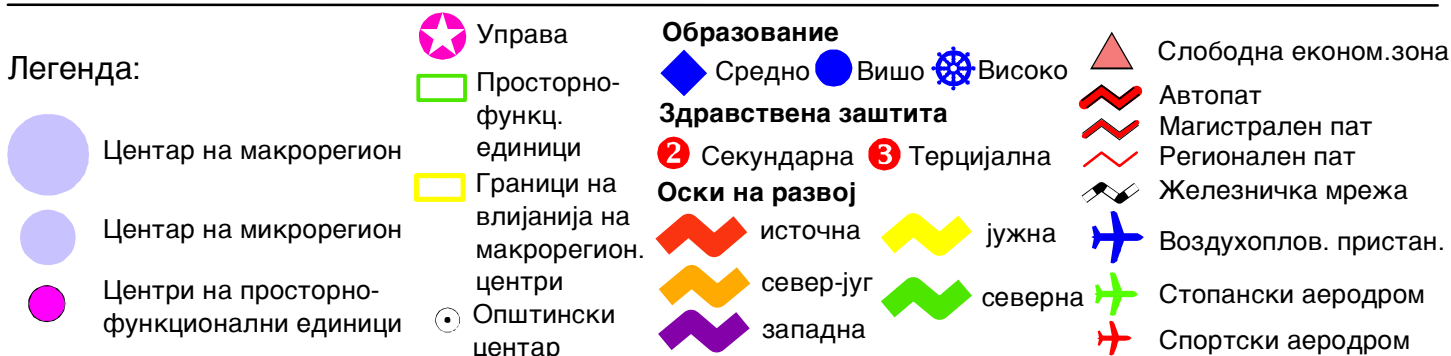 Легенда:
Центар на макрорегион
Центар на микрорегион
Центри на просторно-
функционални единици
Управа
Просторно-
функц.
единици
Граници на
влијанија на
макрорегион.
центри
Општински
центар
Образование
Средно
Вишо
Високо
Здравствена заштита
2 Секундарна
3 Терцијална
Оски на развој
источна
јужна
север-југ
северна
западна
Слободна економ.зона
Автопат
Магистрален пат
Регионален пат
Железничка мрежа
Воздухоплов. пристан.
Стопански аеродром
Спортски аеродром